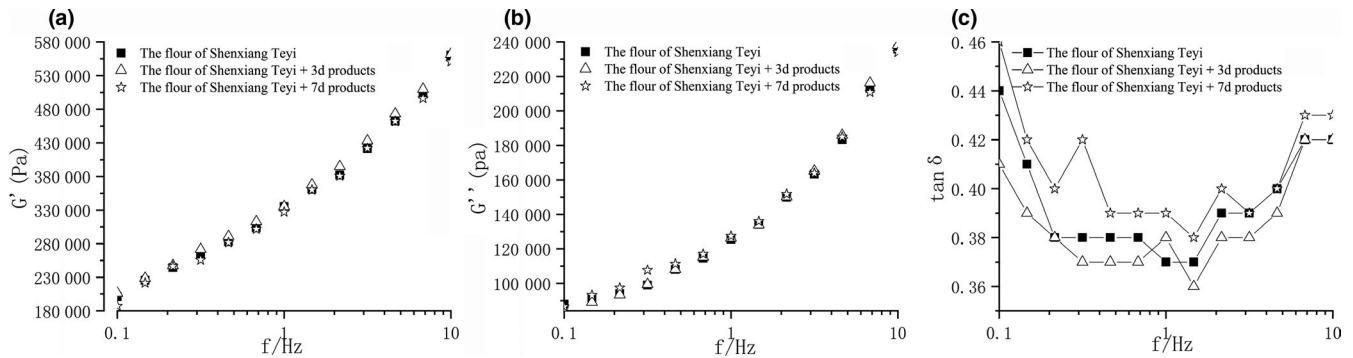 (a)
580 000
530 000
480 000
430 000
380 000
330 000
280 000
230 000
180 000
G' (Pa)
The flour of Shenxiang Teyi
The flour of Shenxiang Teyi + 3d products
The flour of Shenxiang Teyi + 7d products
0.1
1
10
f/Hz
(b)
240 000
220 000
200 000
180 000
160 000
140 000
120 000
100 000
G'' (pa)
The flour of Shenxiang Teyi
The flour of Shenxiang Teyi + 3d products
The flour of Shenxiang Teyi + 7d products
0.1
1
10
f/Hz
(c)
0.46
0.44
0.42
0.40
0.38
0.36
tan δ
The flour of Shenxiang Teyi
The flour of Shenxiang Teyi + 3d products
The flour of Shenxiang Teyi + 7d products
0.1
1
10
f/Hz